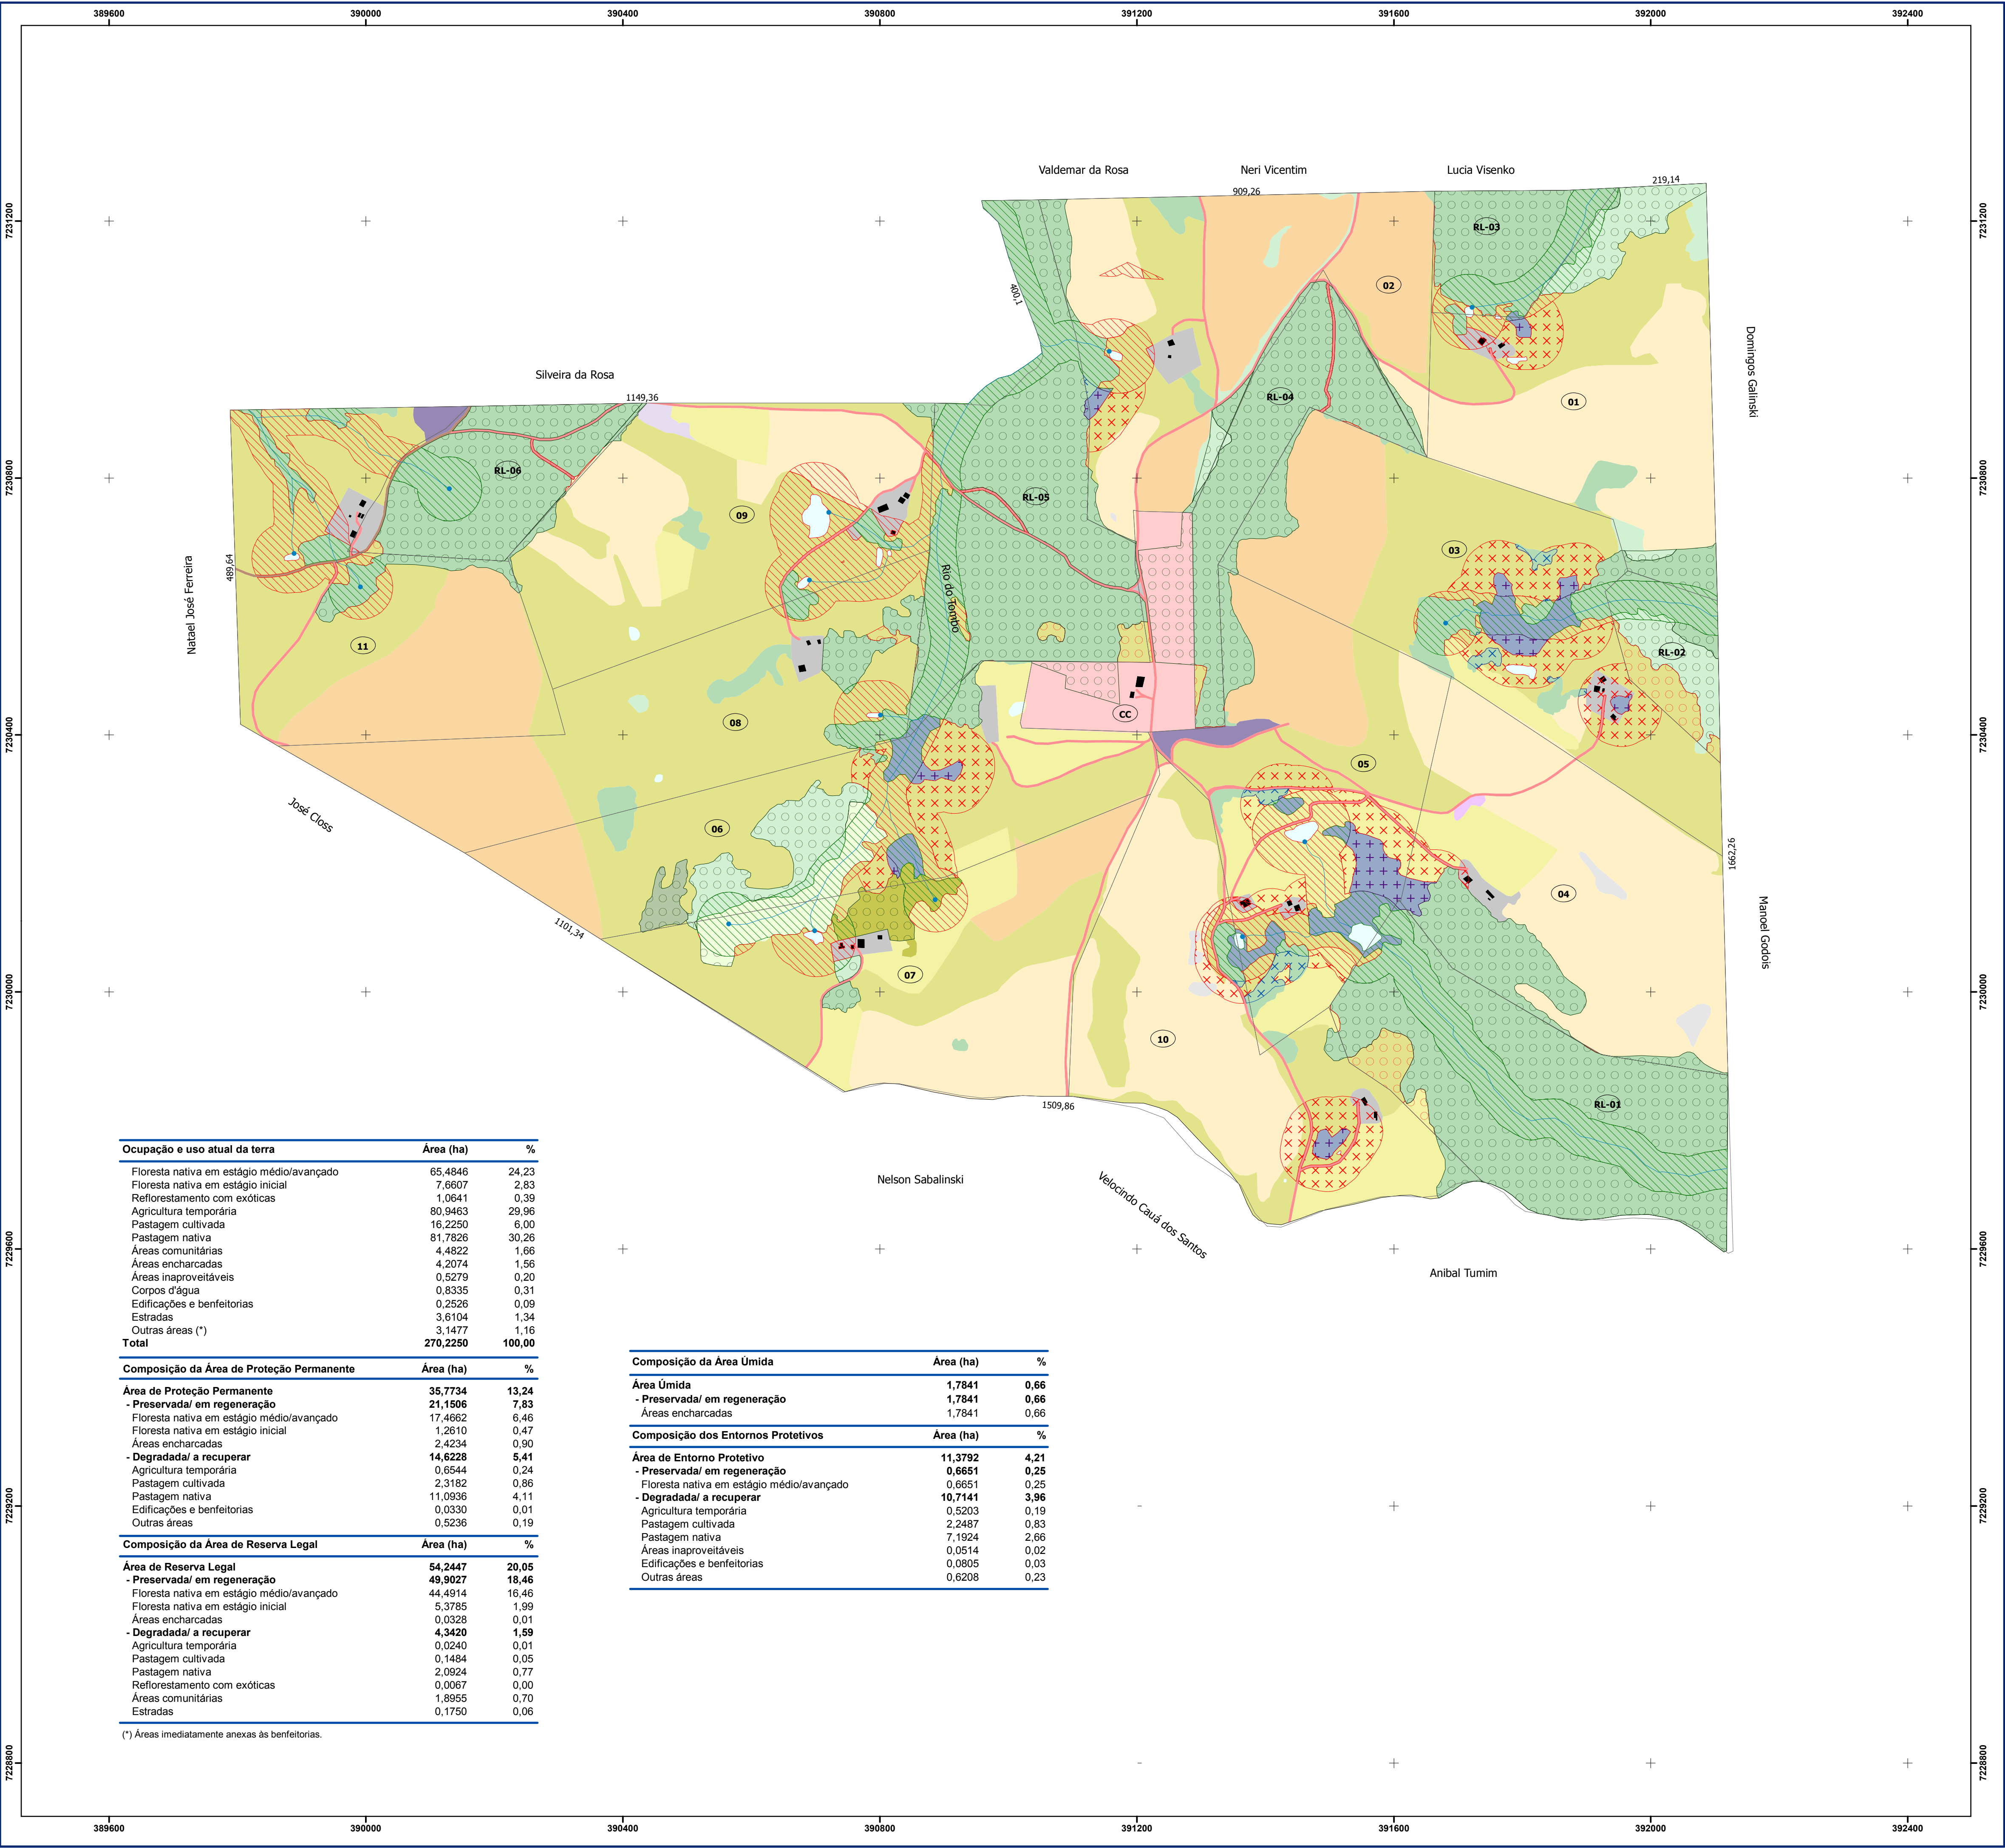 389600 390000 390400 390800 391200 391600 392000 392400
Valdemar da Rosa Neri Vicentim Lucia Visenko
909,26 219,14
7231200 7231200
RL-03
02
400,1
Domingos Galinski
Silveira da Rosa
1149,36
RL-04
01
7230800 7230800
RL-06
RL-05
09
03
Natael José Ferreira
489,64
Rio do Tombo
11
RL-02
08
CC
7230400 7230400
05
José Closs
06
1662,26
04
1101,34
Manoel Godois
07
7230000 7230000
10
1509,86
RL-01
Nelson Sabalinski
Velocindo Cauá dos Santos
7229600 7229600
Anibal Tumim
Ocupação e uso atual da terra Área (ha) %
Floresta nativa em estágio médio/avançado 65,4846 24,23
Floresta nativa em estágio inicial 7,6607 2,83
Reflorestamento com exóticas 1,0641 0,39
Agricultura temporária 80,9463 29,96
Pastagem cultivada 16,2250 6,00
Pastagem nativa 81,7826 30,26
Áreas comunitárias 4,4822 1,66
Áreas encharcadas 4,2074 1,56
Áreas inaproveitáveis 0,5279 0,20
Corpos d'água 0,8335 0,31
Edificações e benfeitorias 0,2526 0,09
Estradas 3,6104 1,34
Outras áreas (*) 3,1477 1,16
Total 270,2250 100,00
Composição da Área de Proteção Permanente Área (ha) %
Área de Proteção Permanente 35,7734 13,24
- Preservada/ em regeneração 21,1506 7,83
Floresta nativa em estágio médio/avançado 17,4662 6,46
Floresta nativa em estágio inicial 1,2610 0,47
Áreas encharcadas 2,4234 0,90
- Degradada/ a recuperar 14,6228 5,41
Agricultura temporária 0,6544 0,24
Pastagem cultivada 2,3182 0,86
Pastagem nativa 11,0936 4,11
Edificações e benfeitorias 0,0330 0,01
Outras áreas 0,5236 0,19
Composição da Área de Reserva Legal Área (ha) %
Área de Reserva Legal 54,2447 20,05
- Preservada/ em regeneração 49,9027 18,46
Floresta nativa em estágio médio/avançado 44,4914 16,46
Floresta nativa em estágio inicial 5,3785 1,99
Áreas encharcadas 0,0328 0,01
- Degradada/ a recuperar 4,3420 1,59
Agricultura temporária 0,0240 0,01
Pastagem cultivada 0,1484 0,05
Pastagem nativa 2,0924 0,77
Reflorestamento com exóticas 0,0067 0,00
Áreas comunitárias 1,8955 0,70
Estradas 0,1750 0,06
(*) Áreas imediatamente anexas às benfeitorias.
Composição da Área Úmida Área (ha) %
Área Úmida 1,7841 0,66
- Preservada/ em regeneração 1,7841 0,66
Áreas encharcadas 1,7841 0,66
Composição dos Entornos Protetivos Área (ha) %
Área de Entorno Protetivo 11,3792 4,21
- Preservada/ em regeneração 0,6651 0,25
Floresta nativa em estágio médio/avançado 0,6651 0,25
- Degradada/ a recuperar 10,7141 3,96
Agricultura temporária 0,5203 0,19
Pastagem cultivada 2,2487 0,83
Pastagem nativa 7,1924 2,66
Áreas inaproveitáveis 0,0514 0,02
Edificações e benfeitorias 0,0805 0,03
Outras áreas 0,6208 0,23
7229200 7229200
7228800 7228800
389600 390000 390400 390800 391200 391600 392000 392400